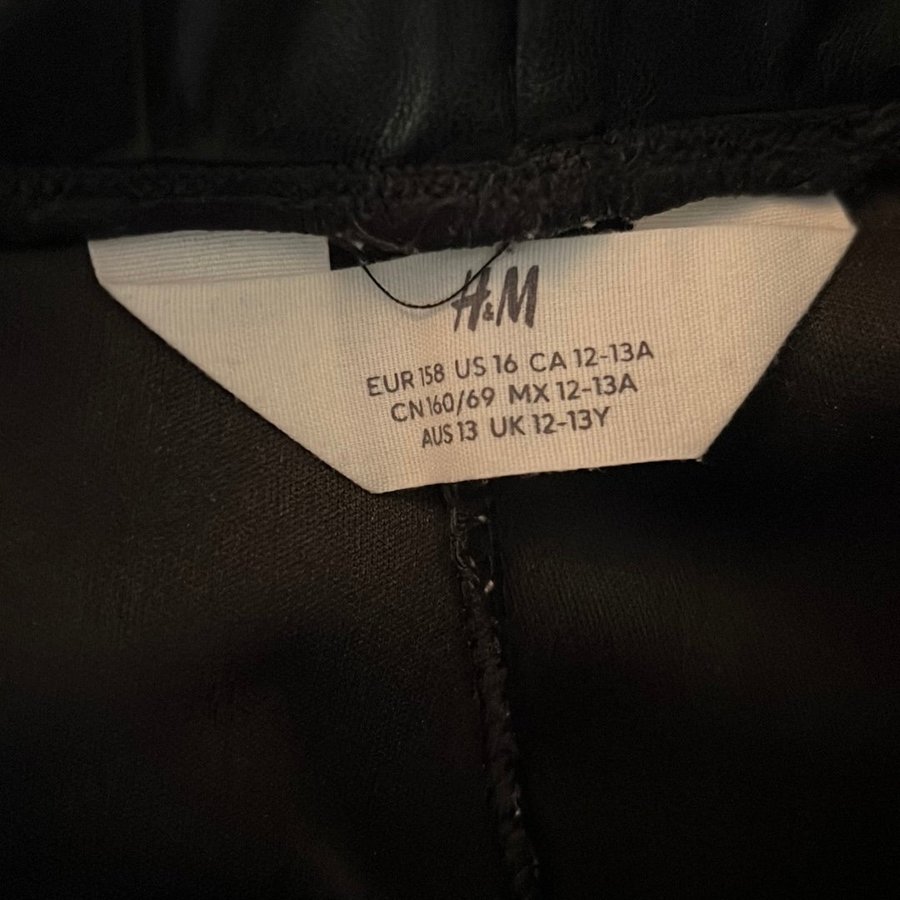 H&M
EUR 158 US 16 CA 12-13A
CN 160/69 MX 12-13A
AUS 13 UK 12-13Y